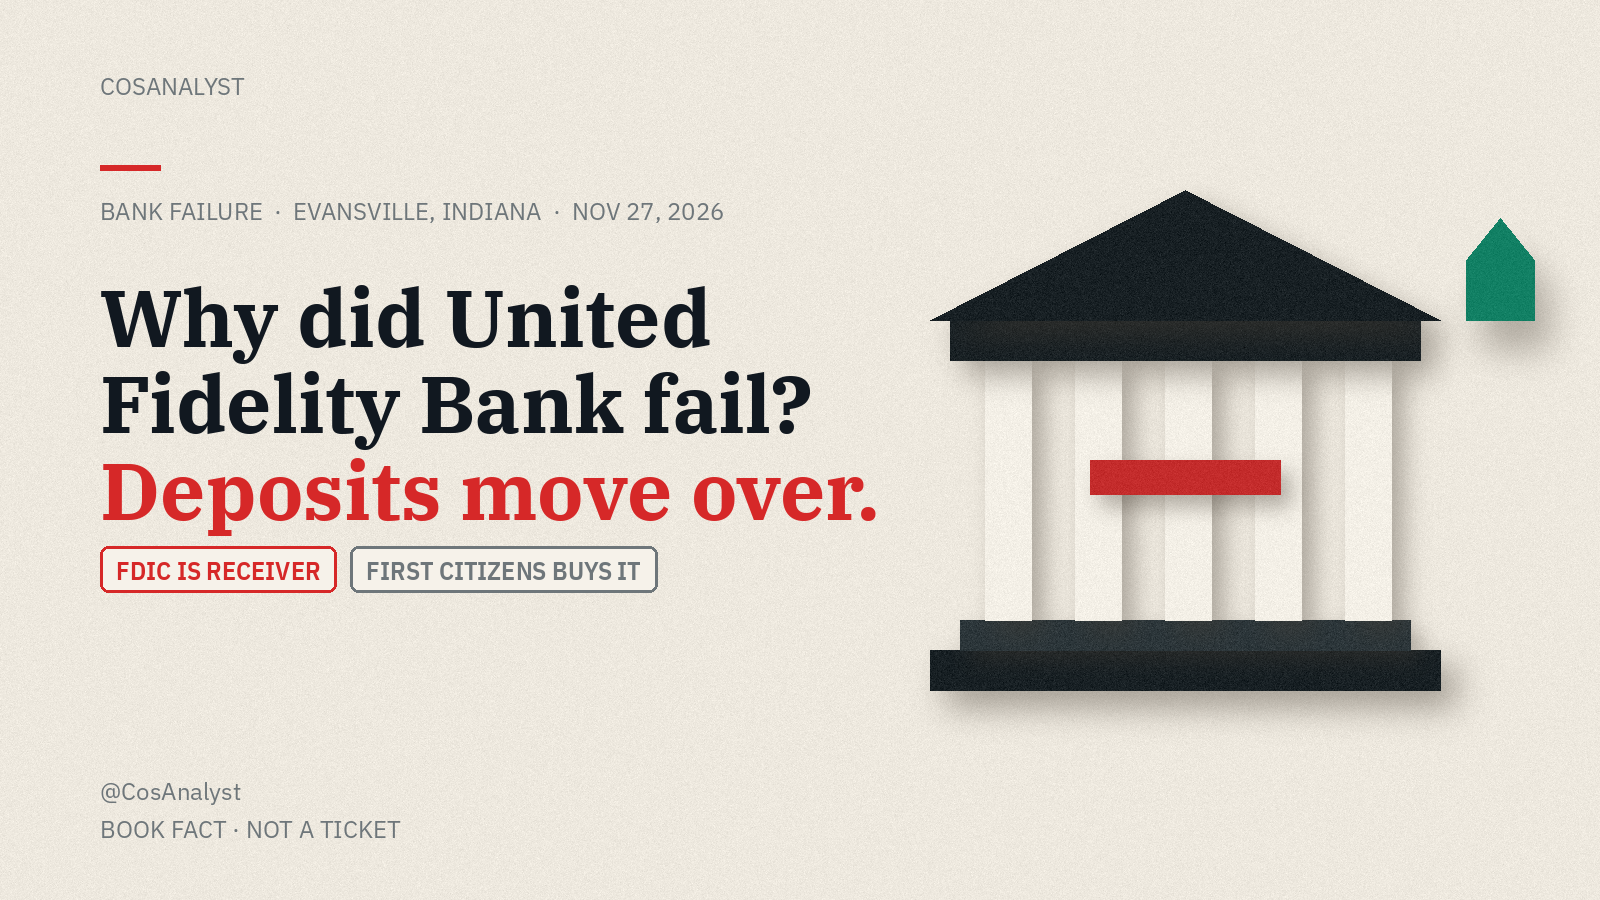 COSANALYST
BANK FAILURE · EVANSVILLE, INDIANA · NOV 27, 2026
Why did United
Fidelity Bank fail?
Deposits move over.
FDIC IS RECEIVER
FIRST CITIZENS BUYS IT
@CosAnalyst
BOOK FACT · NOT A TICKET